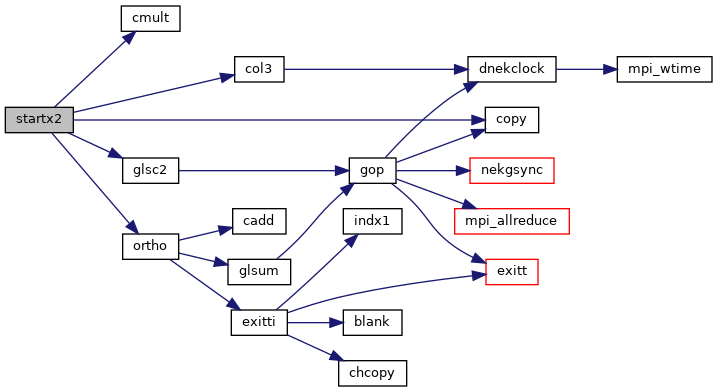 cmult
col3
dnekclock
mpi_wtime
startx2
copy
glsc2
gop
nekgsync
cadd
indx1
mpi_allreduce
ortho
glsum
exitt
exitti
blank
chcopy